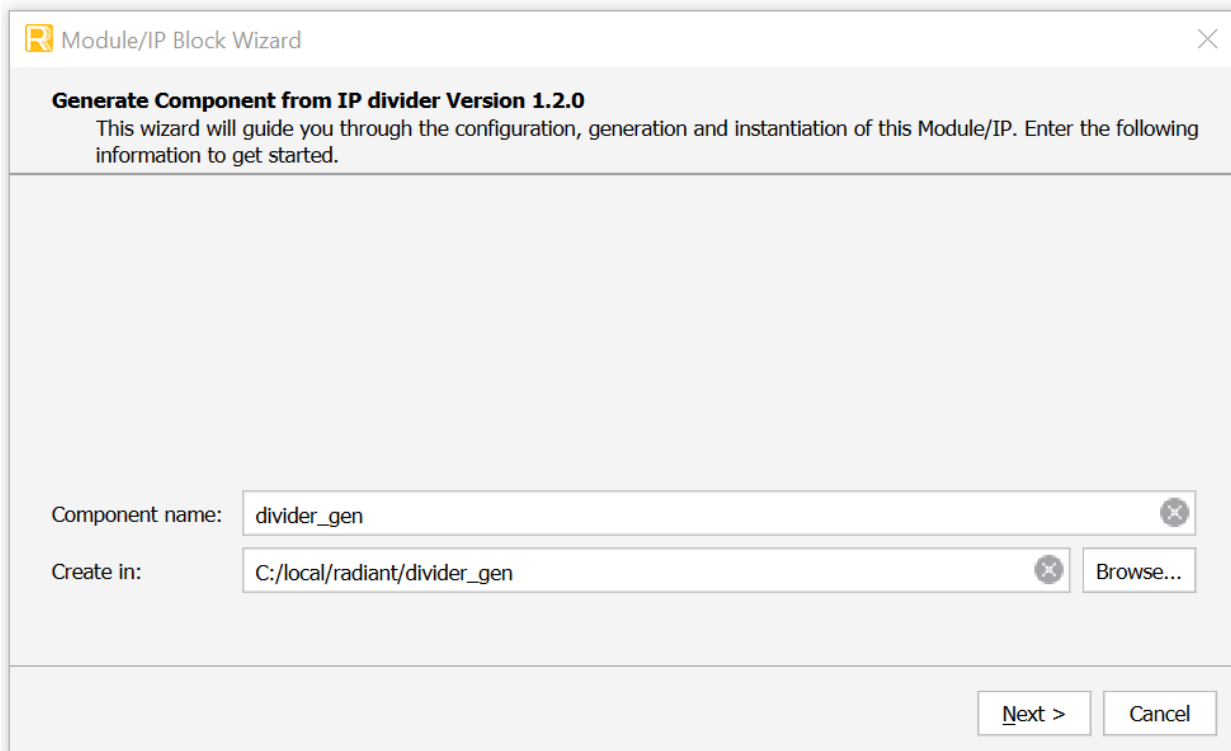 R Module/IP Block Wizard
Generate Component from IP divider Version 1.2.0
This wizard will guide you through the configuration, generation and instantiation of this Module/IP. Enter the following
information to get started.
Component name: divider_gen
Create in: C:/local/radiant/divider_gen Browse...
Next > Cancel